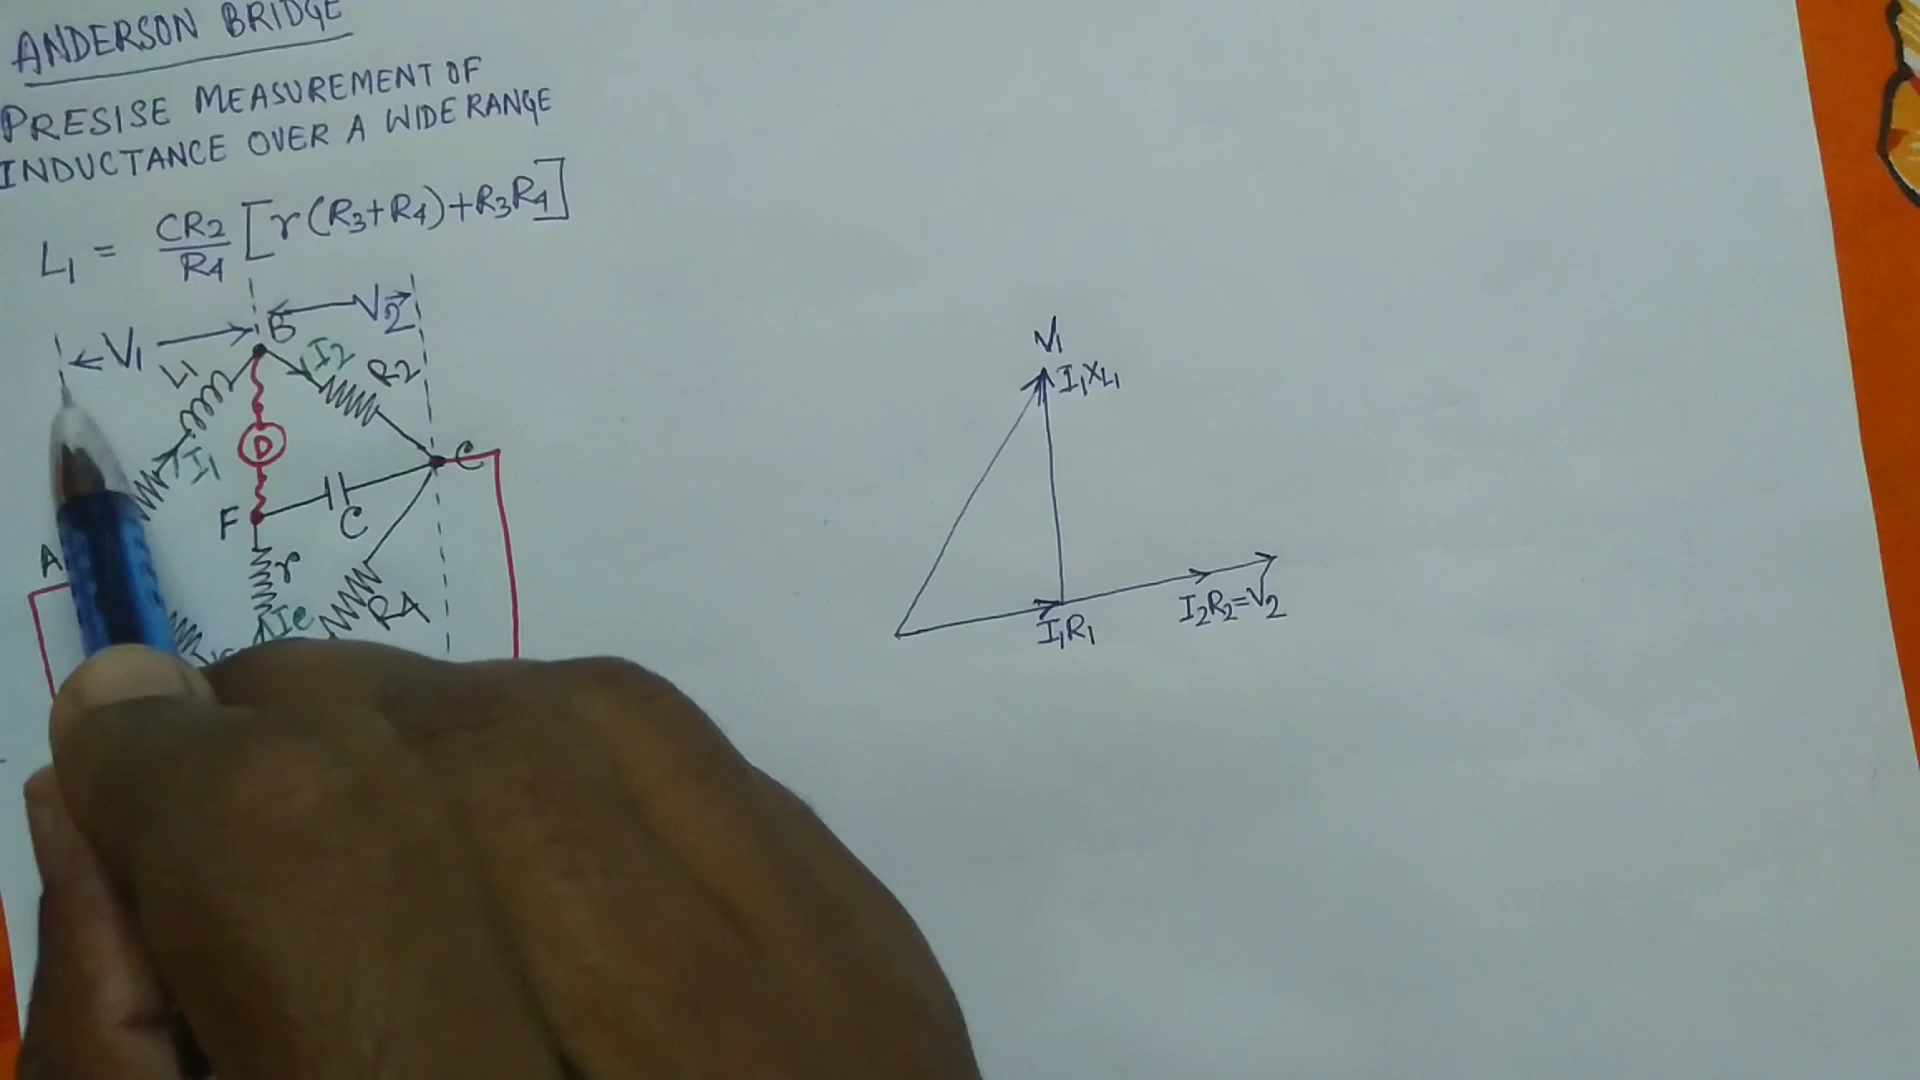 ANDERSON BRIDGE
PRESISE MEASUREMENT OF
INDUCTANCE OVER A WIDE RANGE
L1 = CR2/R4 [r(R3+R4)+R3R4]
V1
V2
B
L1
I2
R2
I1
D
C
F
C
A
r
R4
Ie
V1
I1XL1
I1R1
I2R2=V2